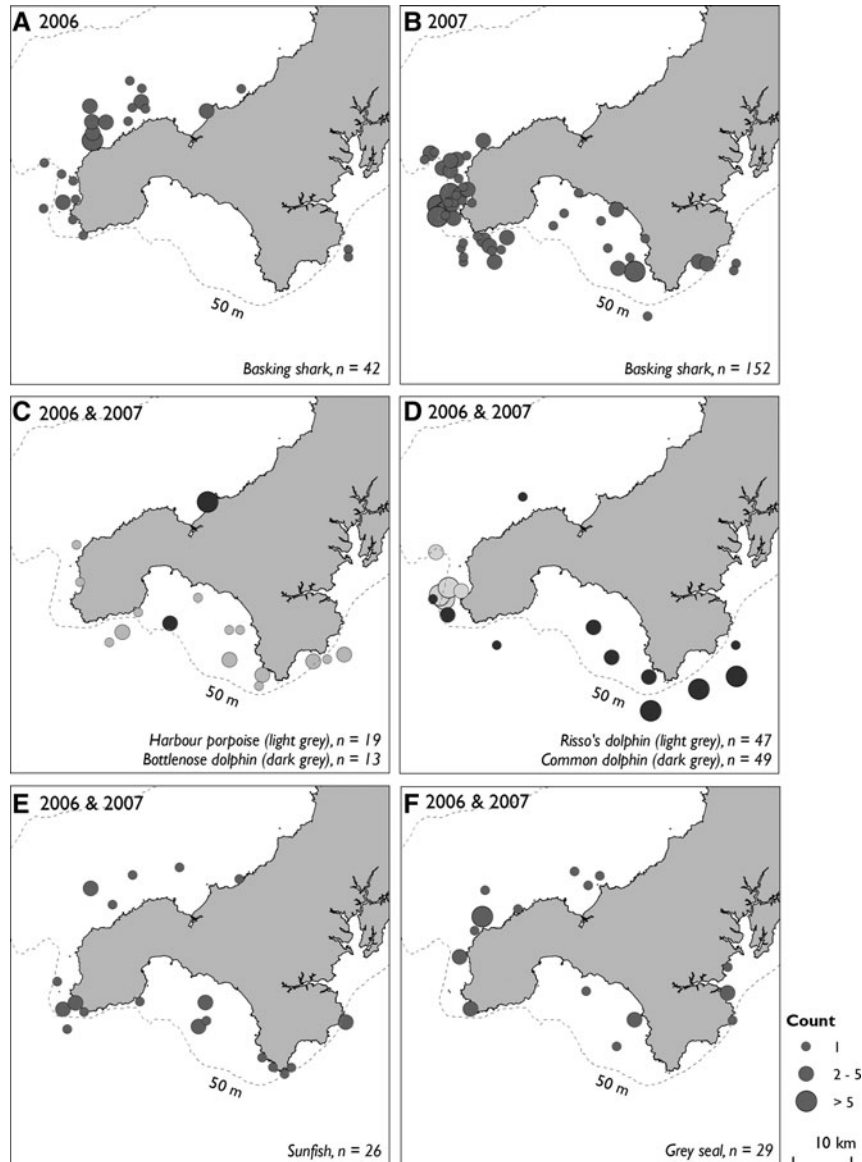 A 2006
50 m
Basking shark, n = 42
B 2007
50 m
Basking shark, n = 152
C 2006 & 2007
50 m
Harbour porpoise (light grey), n = 19
Bottlenose dolphin (dark grey), n = 13
D 2006 & 2007
50 m
Risso's dolphin (light grey), n = 47
Common dolphin (dark grey), n = 49
E 2006 & 2007
50 m
Sunfish, n = 26
F 2006 & 2007
50 m
Grey seal, n = 29
Count
1
2 - 5
> 5
10 km